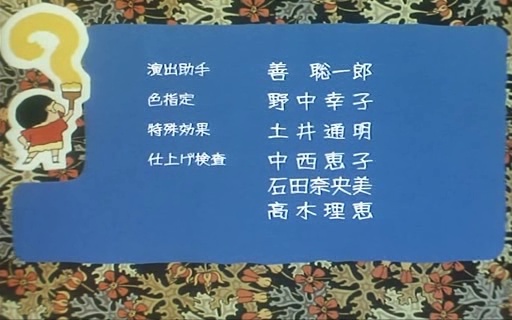 演出助手 善 聡一郎
色指定 野中幸子
特殊効果 土井通明
仕上げ検査 中西恵子
石田奈央美
高木理恵